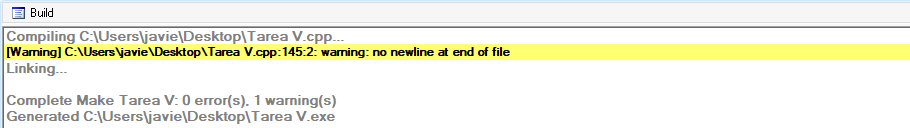 Build
Compiling C:\Users\javie\Desktop\Tarea V.cpp...
[Warning] C:\Users\javie\Desktop\Tarea V.cpp:145:2: warning: no newline at end of file
Linking...
Complete Make Tarea V: 0 error(s), 1 warning(s)
Generated C:\Users\javie\Desktop\Tarea V.exe